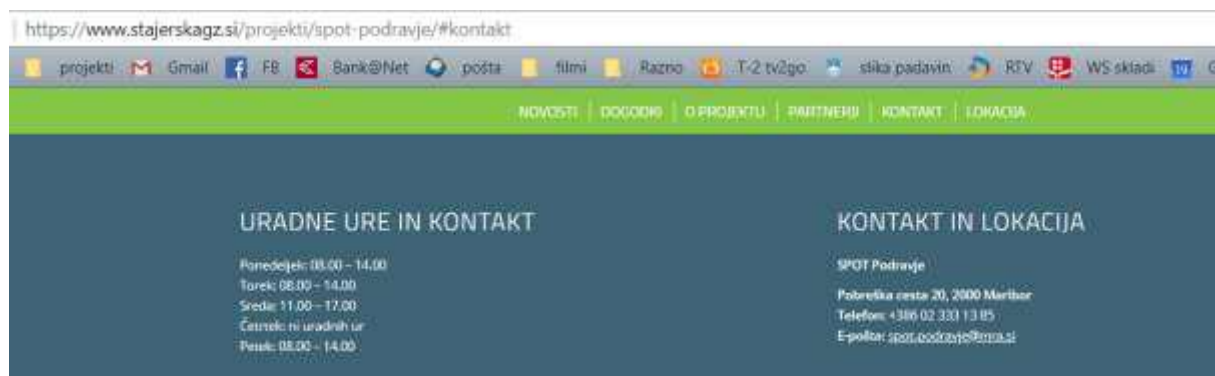 https://www.stajerskagz.si/projekti/spot-podravje/#kontakt
projekti Gmail FB Bank@Net pošta filmi Razno T-2 tv2go slika padavin RTV WS skladi 19
NOVOSTI | DOGODKI | O PROJEKTU | PARTNERJI | KONTAKT | LOKACIJA
URADNE URE IN KONTAKT
Ponedeljek: 08.00 – 14.00
Torek: 08.00 – 14.00
Sreda: 11.00 – 17.00
Četrtek: ni uradnih ur
Petek: 08.00 – 14.00
KONTAKT IN LOKACIJA
SPOT Podravje
Pobreška cesta 20, 2000 Maribor
Telefon: +386 02 333 13 85
E-pošta: spot.podravje@mra.si